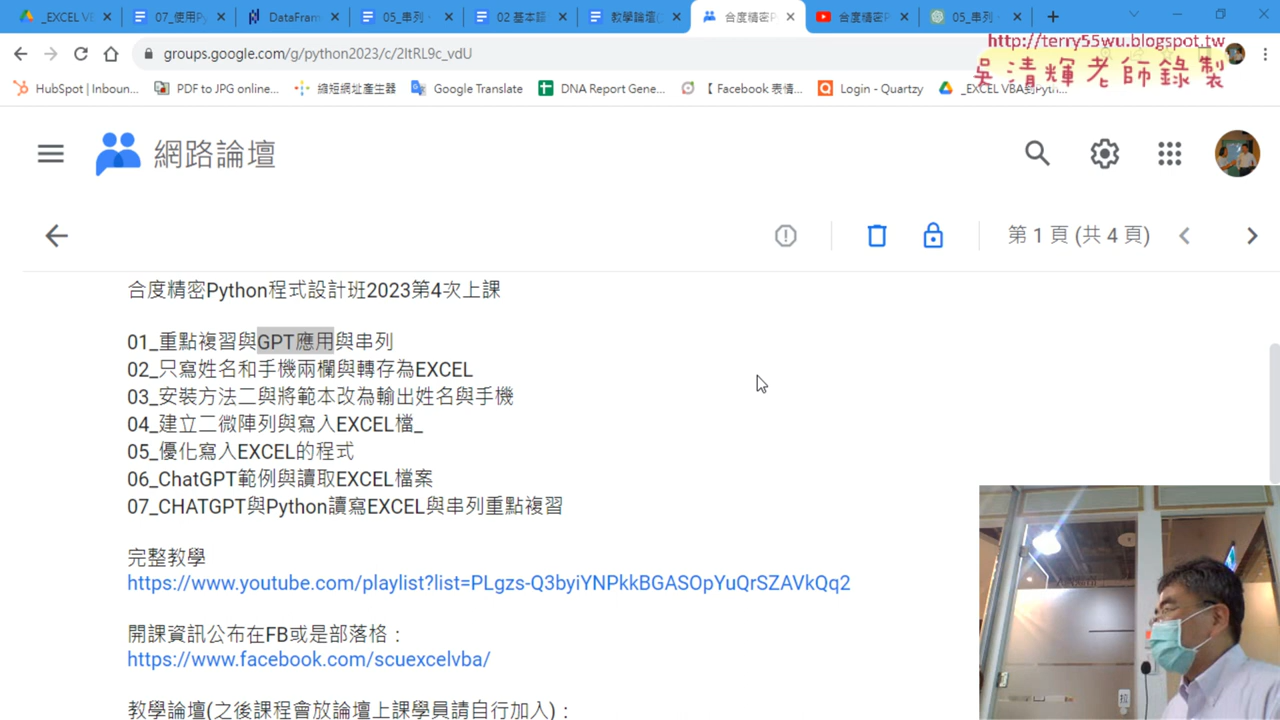 _EXCEL VE
07_使用Py
DataFram
05_串列
02 基本語
教學論壇(
合度精密P
合度精密P
05_串列
groups.google.com/g/python2023/c/2ltRL9c_vdU
http://terry55wu.blogspot.tw
吳清輝老師錄製
HubSpot | Inboun...
PDF to JPG online...
縮短網址產生器
Google Translate
DNA Report Gene...
【 Facebook 表情...
Login - Quartzy
_EXCEL VBA到Pyth...
網路論壇
第 1 頁 (共 4 頁)
合度精密Python程式設計班2023第4次上課
01_重點複習與GPT應用與串列
02_只寫姓名和手機兩欄與轉存為EXCEL
03_安裝方法二與將範本改為輸出姓名與手機
04_建立二微陣列與寫入EXCEL檔_
05_優化寫入EXCEL的程式
06_ChatGPT範例與讀取EXCEL檔案
07_CHATGPT與Python讀寫EXCEL與串列重點複習
完整教學
https://www.youtube.com/playlist?list=PLgzs-Q3byiYNPkkBGASOpYuQrSZAVkQq2
開課資訊公布在FB或是部落格：
https://www.facebook.com/scuexcelvba/
教學論壇(之後課程會放論壇上課學員請自行加入)：